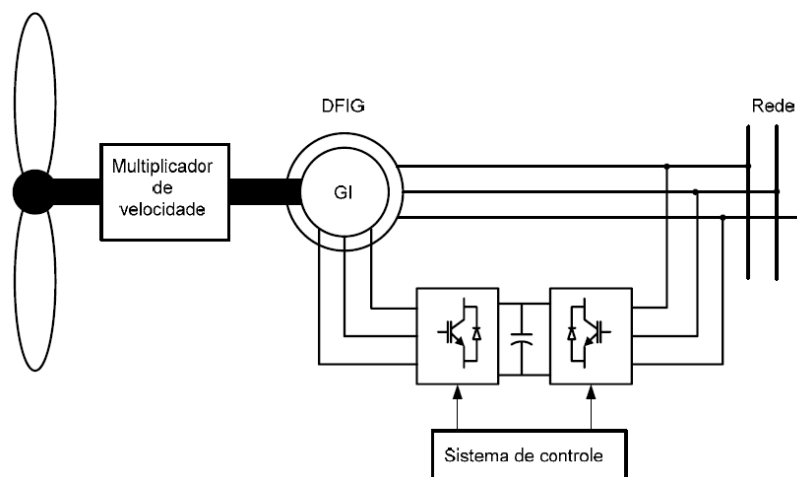 DFIG
Rede
Multiplicador
de
velocidade
GI
Sistema de controle